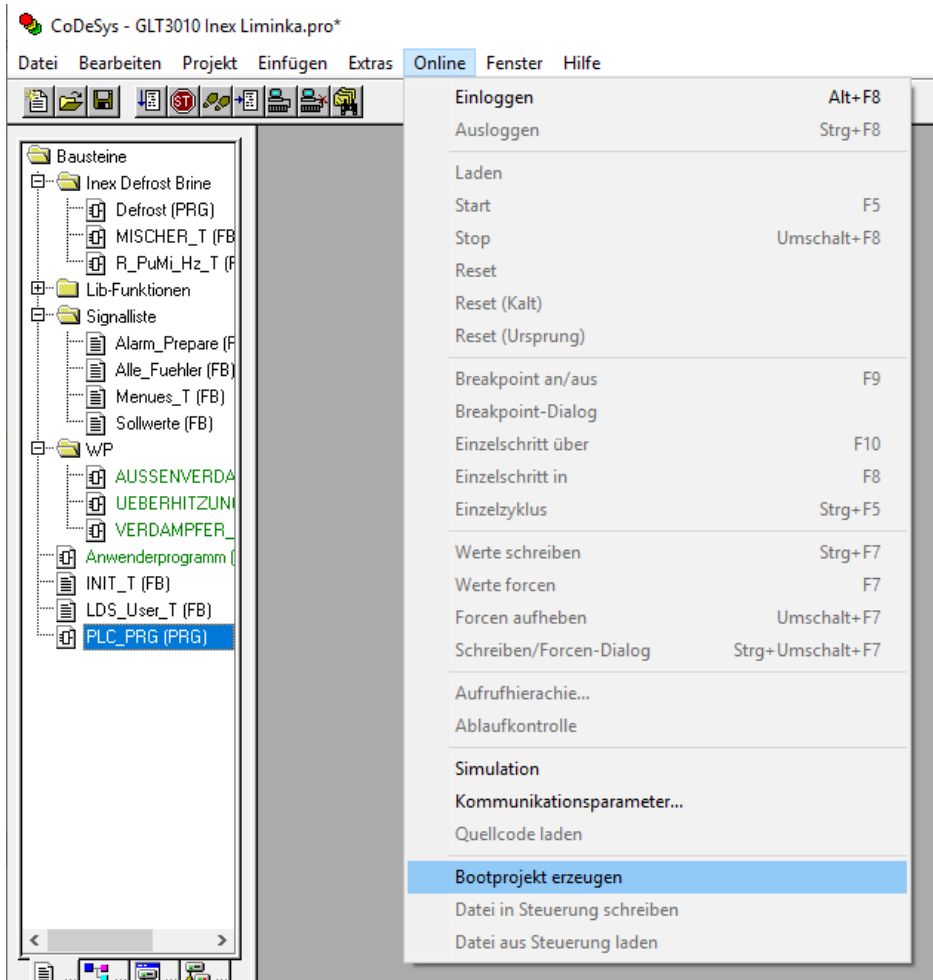 CoDeSys - GLT3010 Inex Liminka.pro*
Datei Bearbeiten Projekt Einfügen Extras Online Fenster Hilfe
ST
Bausteine
Inex Defrost Brine
Defrost (PRG)
MISCHER_T (FB
R_PuMi_Hz_T (F
Lib-Funktionen
Signalliste
Alarm_Prepare (F
Alle_Fuehler (FB)
Menues_T (FB)
Sollwerte (FB)
WP
AUSSENVERDA
UEBERHITZUN
VERDAMPFER_
Anwenderprogramm (
INIT_T (FB)
LDS_User_T (FB)
PLC_PRG (PRG)
Einloggen Alt+F8
Ausloggen Strg+F8
Laden
Start F5
Stop Umschalt+F8
Reset
Reset (Kalt)
Reset (Ursprung)
Breakpoint an/aus F9
Breakpoint-Dialog
Einzelschritt über F10
Einzelschritt in F8
Einzelzyklus Strg+F5
Werte schreiben Strg+F7
Werte forcen F7
Forcen aufheben Umschalt+F7
Schreiben/Forcen-Dialog Strg+Umschalt+F7
Aufrufhierachie...
Ablaufkontrolle
Simulation
Kommunikationsparameter...
Quellcode laden
Bootprojekt erzeugen
Datei in Steuerung schreiben
Datei aus Steuerung laden